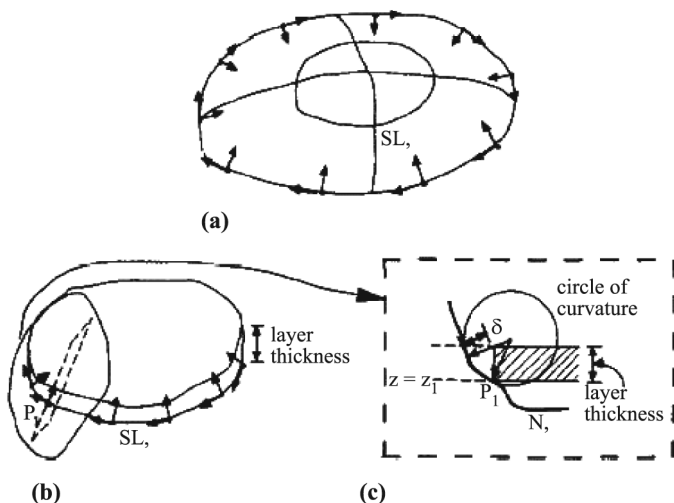 SL,
(a)
layer
thickness
P
SL,
(b)
circle of
curvature
δ
z = z₁
P₁
layer
thickness
N,
(c)